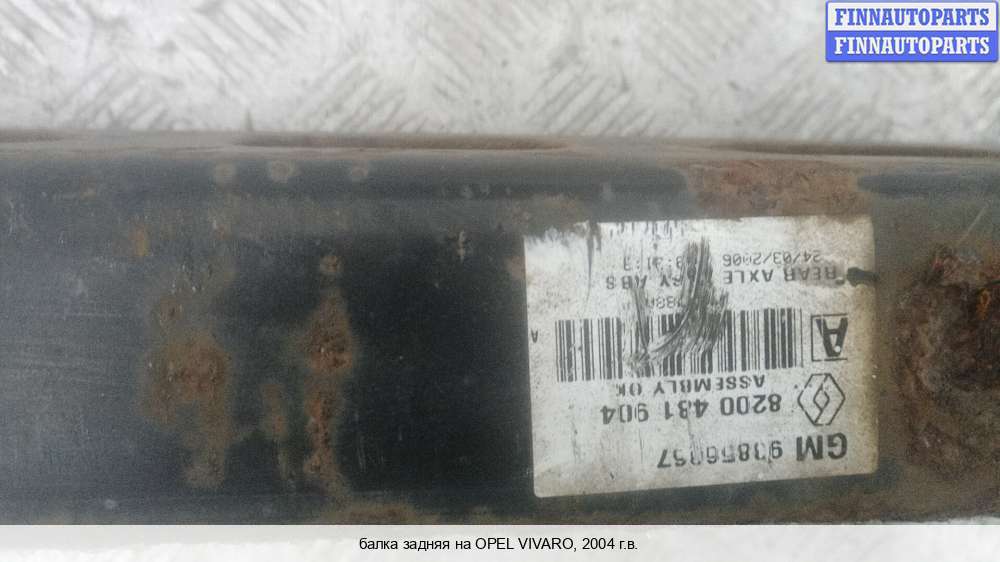 FINNAUTOPARTS
FINNAUTOPARTS
GM 93856367
8200 431 904
ASSEMBLY OK
A
A
REAR AXLE ABS
24/03/2006
балка задняя на OPEL VIVARO, 2004 г.в.